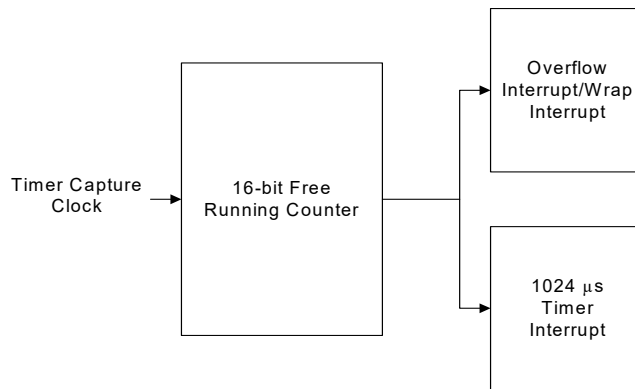 Timer Capture
Clock
16-bit Free
Running Counter
Overflow
Interrupt/Wrap
Interrupt
1024 μs
Timer
Interrupt